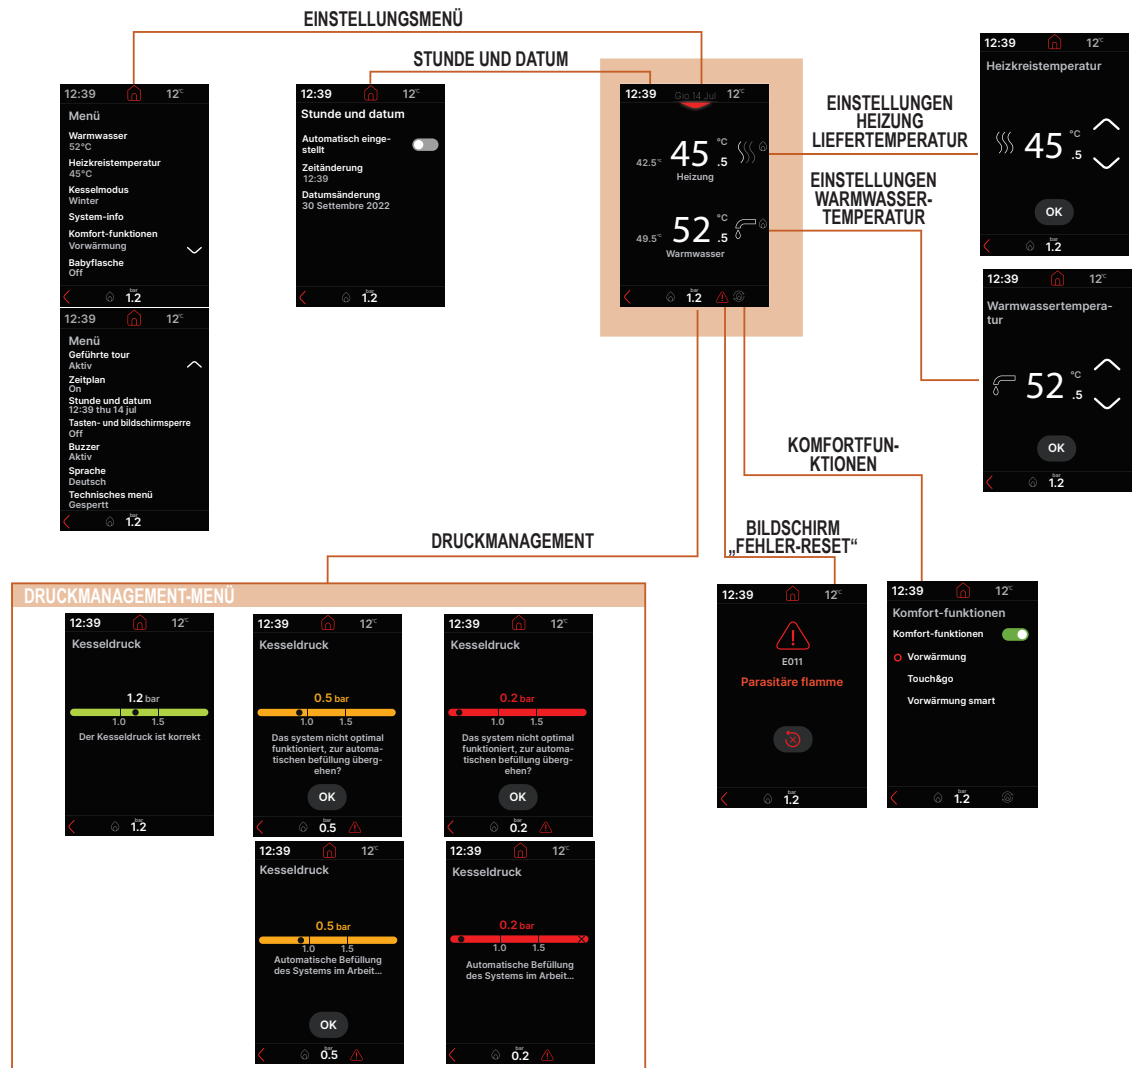 EINSTELLUNGSMENÜ
STUNDE UND DATUM
12:39 12°C
Menü
Warmwasser
52°C
Heizkreistemperatur
45°C
Kesselmodus
Winter
System-info
Komfort-funktionen
Vorwärmung
Babyflasche
Off
bar
1.2
12:39 12°C
Menü
Geführte tour
Aktiv
Zeitplan
On
Stunde und datum
12:39 thu 14 jul
Tasten- und bildschirmsperre
Off
Buzzer
Aktiv
Sprache
Deutsch
Technisches menü
Gespertt
bar
1.2
12:39 12°C
Stunde und datum
Automatisch einge-
stellt
Zeitänderung
12:39
Datumsänderung
30 Settembre 2022
bar
1.2
12:39 Gio 14 Jul 12°C
42.5°C 45 °C .5
Heizung
49.5°C 52 °C .5
Warmwasser
bar
1.2
EINSTELLUNGEN
HEIZUNG
LIEFERTEMPERATUR
EINSTELLUNGEN
WARMWASSER-
TEMPERATUR
12:39 12°C
Heizkreistemperatur
45 °C .5
OK
bar
1.2
12:39 12°C
Warmwassertempera-
tur
52 °C .5
OK
bar
1.2
KOMFORTFUN-
KTIONEN
BILDSCHIRM
„FEHLER-RESET“
DRUCKMANAGEMENT
12:39 12°C
E011
Parasitäre flamme
bar
1.2
12:39 12°C
Komfort-funktionen
Komfort-funktionen
Vorwärmung
Touch&go
Vorwärmung smart
bar
1.2
DRUCKMANAGEMENT-MENÜ
12:39 12°C
Kesseldruck
1.2 bar
1.0 1.5
Der Kesseldruck ist korrekt
bar
1.2
12:39 12°C
Kesseldruck
0.5 bar
1.0 1.5
Das system nicht optimal
funktioniert, zur automa-
tischen befüllung überg-
ehen?
OK
bar
0.5
12:39 12°C
Kesseldruck
0.2 bar
1.0 1.5
Das system nicht optimal
funktioniert, zur automa-
tischen befüllung überg-
ehen?
OK
bar
0.2
12:39 12°C
Kesseldruck
0.5 bar
1.0 1.5
Automatische Befüllung
des Systems im Arbeit...
OK
bar
0.5
12:39 12°C
Kesseldruck
0.2 bar
1.0 1.5
Automatische Befüllung
des Systems im Arbeit...
bar
0.2